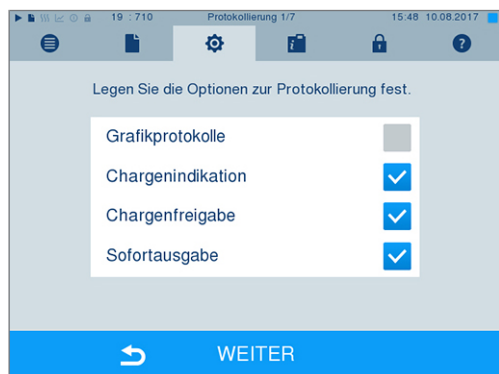 19 : 710 Protokollierung 1/7 15:48 10.08.2017
Legen Sie die Optionen zur Protokollierung fest.
Grafikprotokolle
Chargenindikation
Chargenfreigabe
Sofortausgabe
WEITER